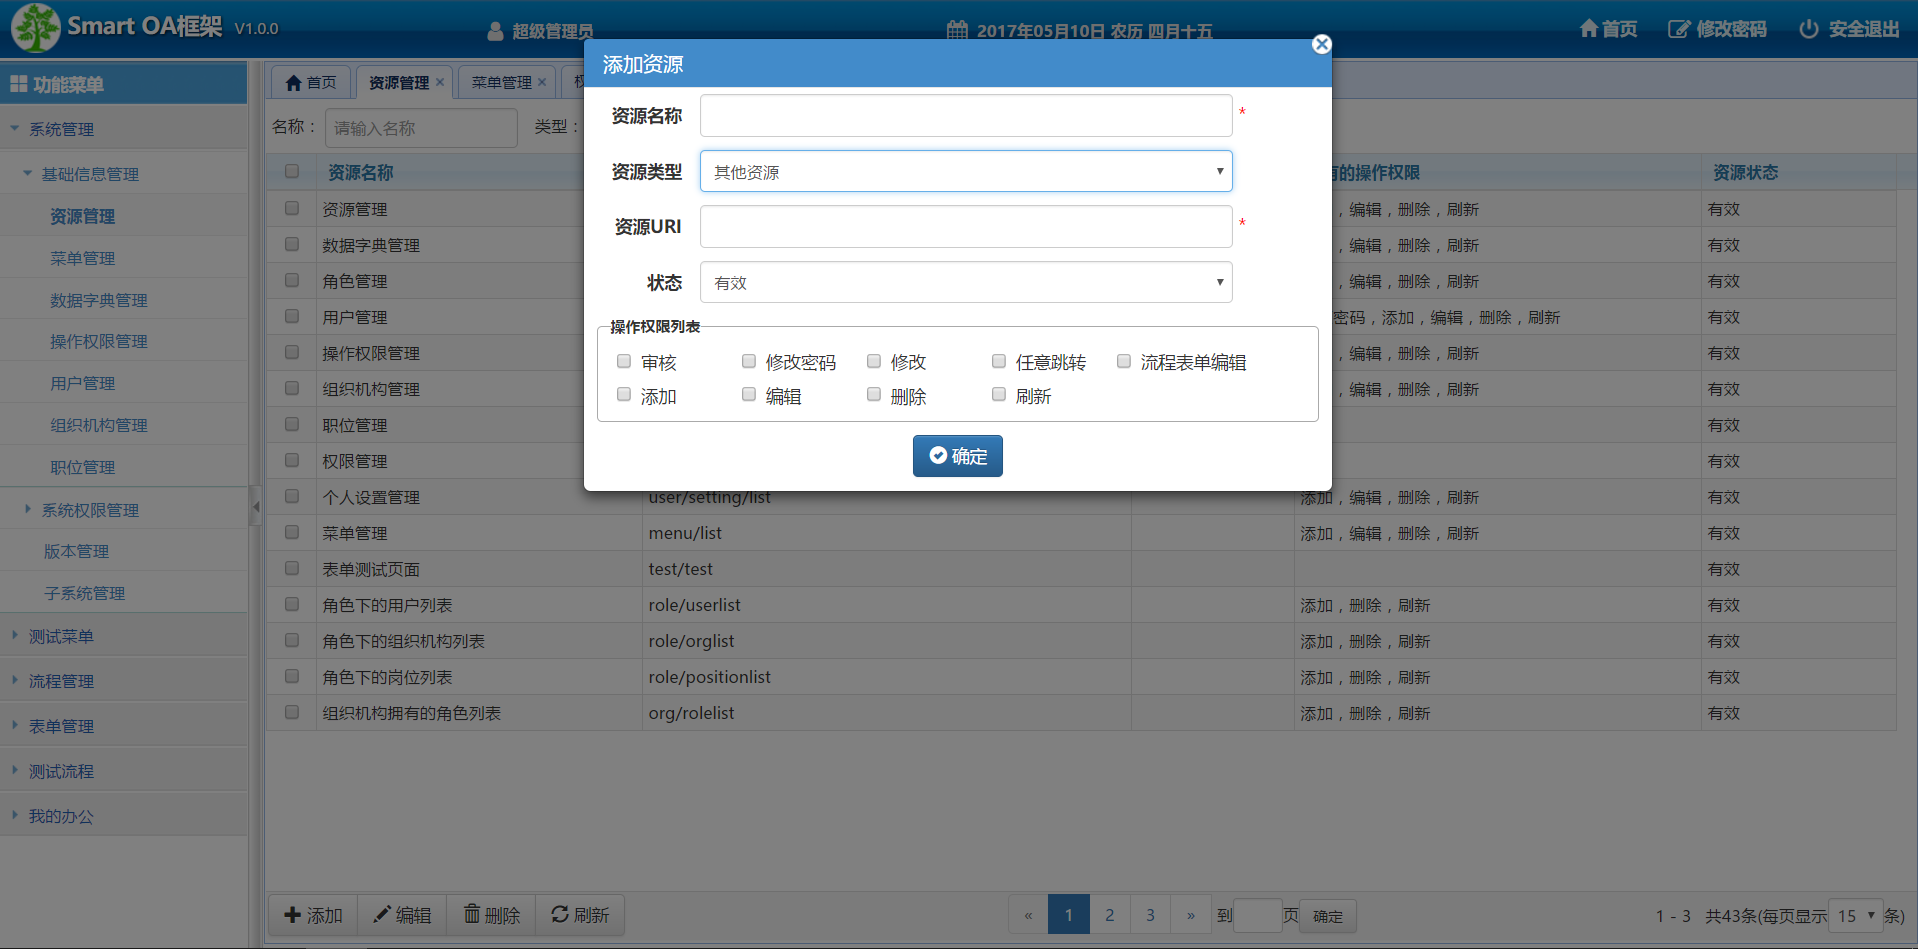 Smart OA框架 V1.0.0
超级管理员
2017年05月10日 农历 四月十五
首页 修改密码 安全退出
功能菜单
系统管理
基础信息管理
资源管理
菜单管理
数据字典管理
操作权限管理
用户管理
组织机构管理
职位管理
系统权限管理
版本管理
子系统管理
测试菜单
流程管理
表单管理
测试流程
我的办公
首页 资源管理 × 菜单管理 ×
名称： 请输入名称 类型：
资源名称 的操作权限 资源状态
资源管理 ，编辑，删除，刷新 有效
数据字典管理 ，编辑，删除，刷新 有效
角色管理 ，编辑，删除，刷新 有效
用户管理 密码，添加，编辑，删除，刷新 有效
操作权限管理 ，编辑，删除，刷新 有效
组织机构管理 ，编辑，删除，刷新 有效
职位管理 有效
权限管理 有效
个人设置管理 user/setting/list 添加，编辑，删除，刷新 有效
菜单管理 menu/list 添加，编辑，删除，刷新 有效
表单测试页面 test/test 有效
角色下的用户列表 role/userlist 添加，删除，刷新 有效
角色下的组织机构列表 role/orglist 添加，删除，刷新 有效
角色下的岗位列表 role/positionlist 添加，删除，刷新 有效
组织机构拥有的角色列表 org/rolelist 添加，删除，刷新 有效
添加资源
资源名称 *
资源类型 其他资源
资源URI *
状态 有效
操作权限列表
审核 修改密码 修改 任意跳转 流程表单编辑
添加 编辑 删除 刷新
确定
添加 编辑 删除 刷新
« 1 2 3 » 到 页 确定
1 - 3 共43条(每页显示 15 条)